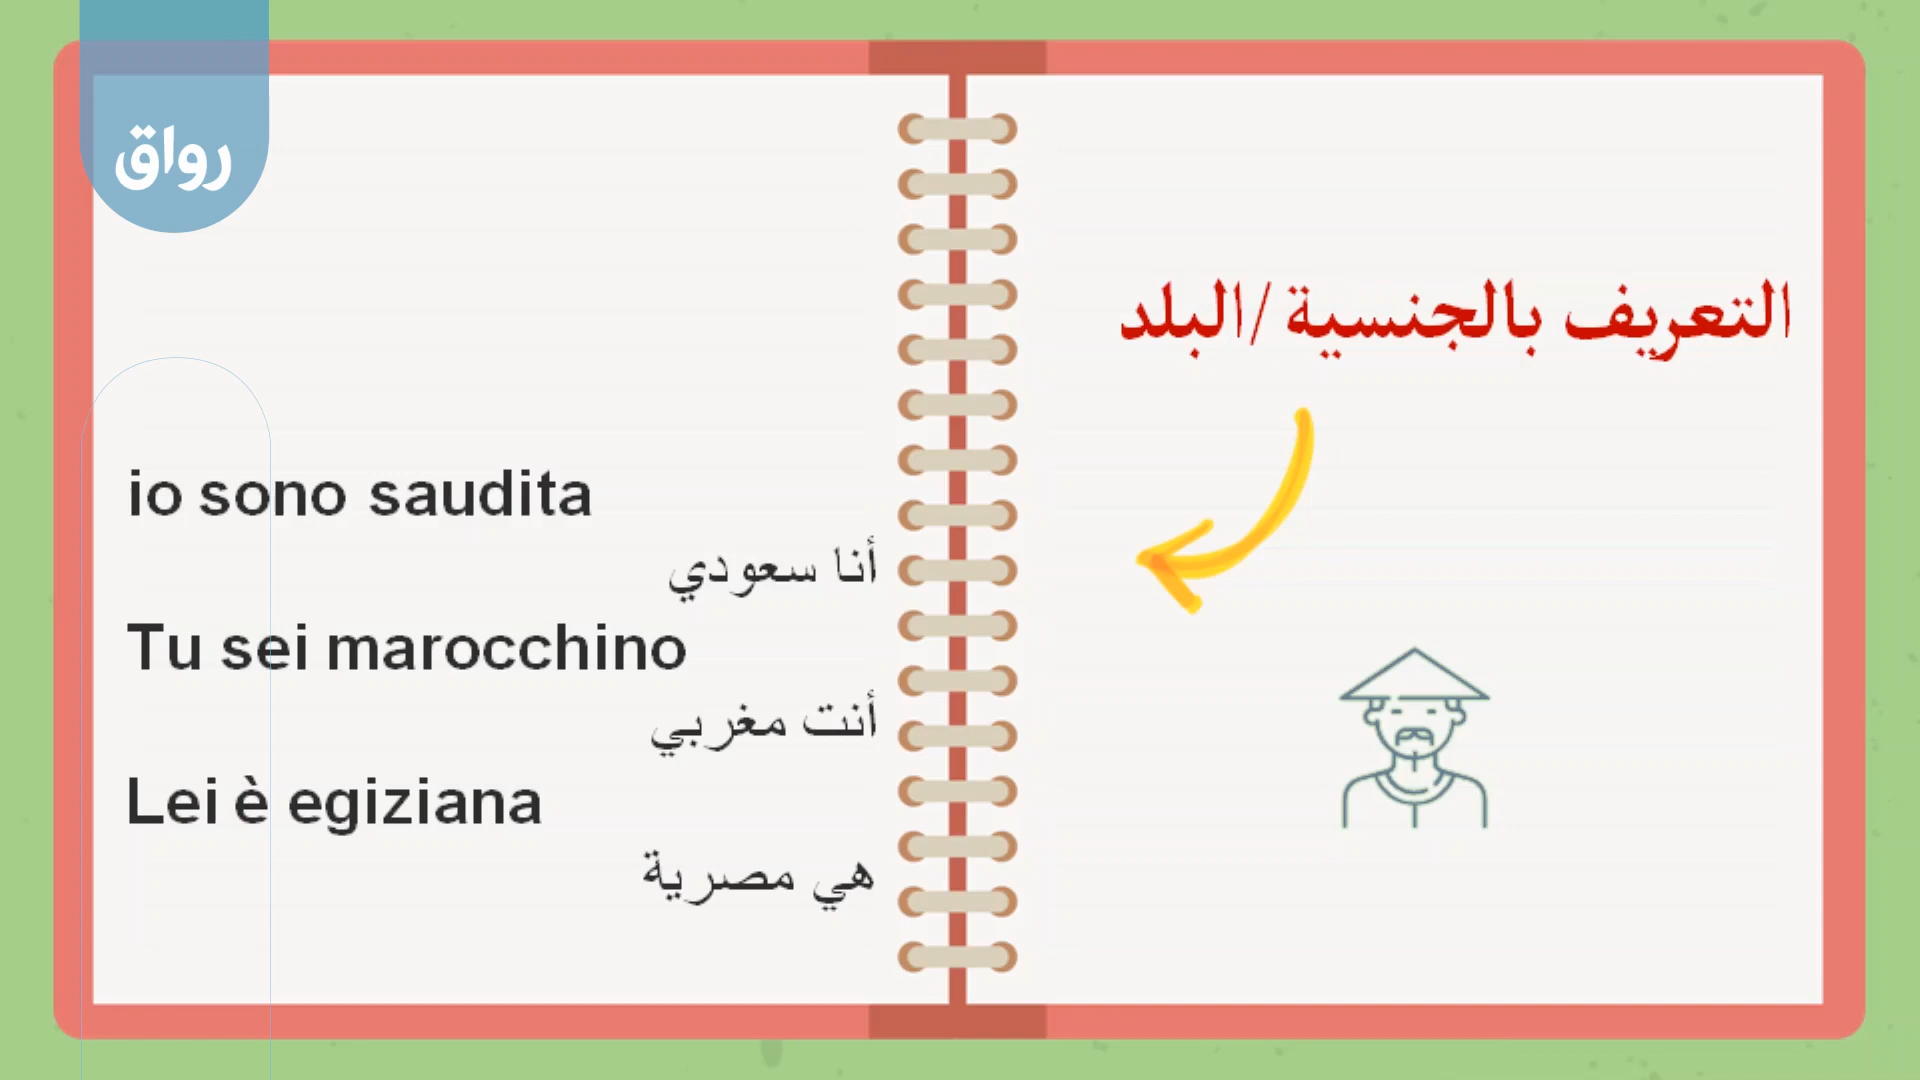 رواق
التعريف بالجنسية /البلد
io sono saudita
أنا سعودي
Tu sei marocchino
أنت مغربي
Lei è egiziana
هي مصرية